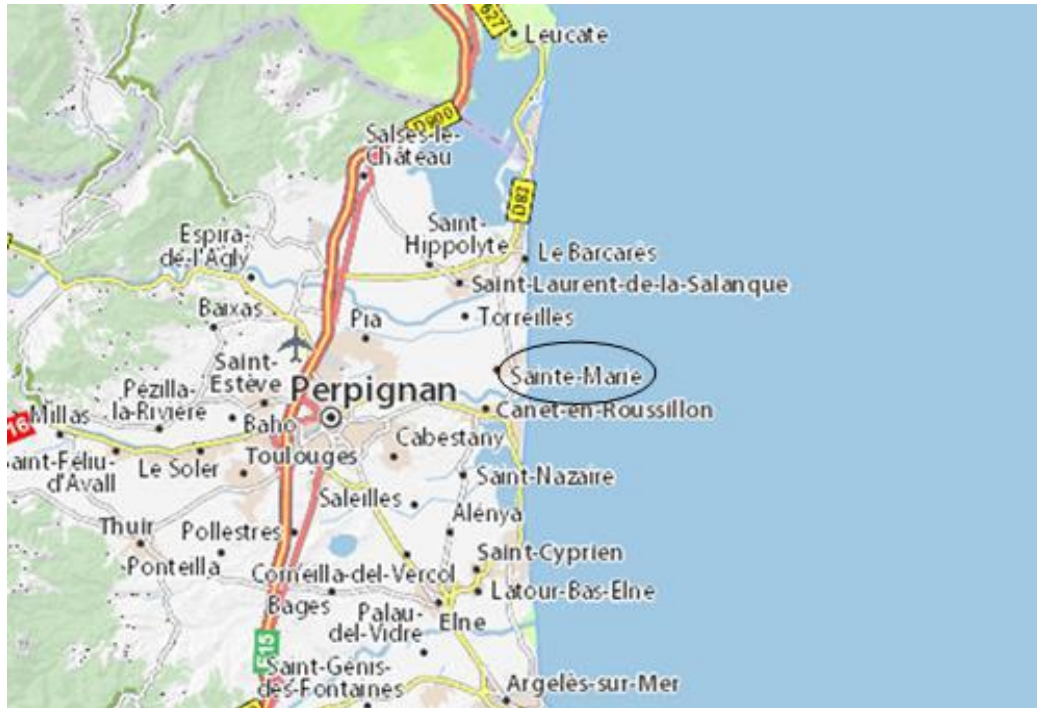 627
Leucate
D900
Salses-le-
Château
D83
Saint-
Hippolyte
Espira-
de-l'Agly
Le Barcarès
Saint-Laurent-de-la-Salanque
Baixas
Pia
Torreilles
Saint-
Estève
Sainte-Marie
Pézilla-
la-Rivière
Perpignan
Canet-en-Roussillon
16
Millas
Baho
Cabestany
aint-Féliu-
d'Avall
Le Soler
Toulouges
Saint-Nazaire
Saleilles
Alénya
Thuir
Pollestres
Ponteilla
Saint-Cyprien
Corneilla-del-Vercol
Latour-Bas-Elne
Bages
Palau-
del-Vidre
Elne
E15
Saint-Génis-
des-Fontaines
Argelès-sur-Mer